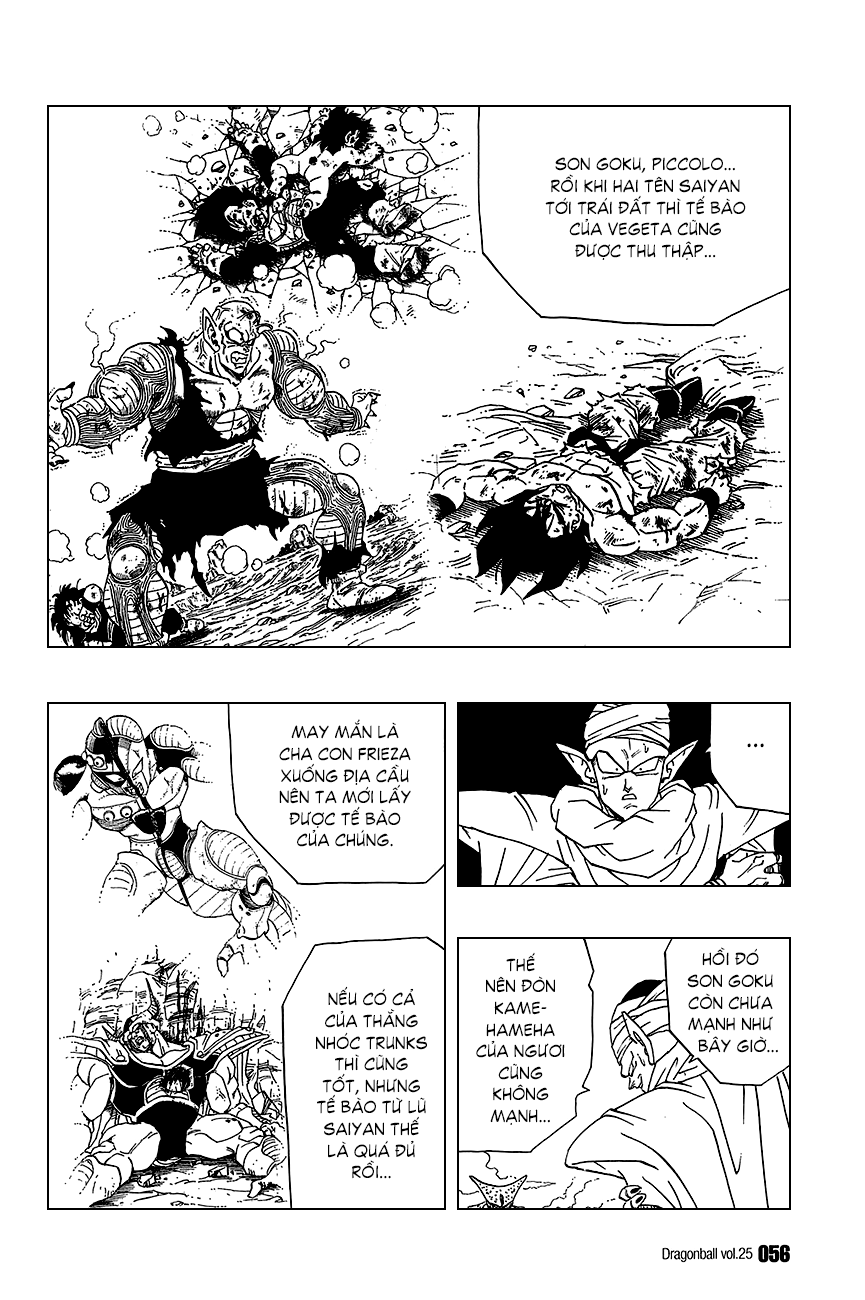 SON GOKU, PICCOLO...
RỒI KHI HAI TÊN SAIYAN
TỚI TRÁI ĐẤT THÌ TẾ BÀO
CỦA VEGETA CŨNG
ĐƯỢC THU THẬP...
MAY MẮN LÀ
CHA CON FRIEZA
XUỐNG ĐỊA CẦU
NÊN TA MỚI LẤY
ĐƯỢC TẾ BÀO
CỦA CHÚNG.
...
NẾU CÓ CẢ
CỦA THẰNG
NHÓC TRUNKS
THÌ CŨNG
TỐT, NHƯNG
TẾ BÀO TỪ LŨ
SAIYAN THẾ
LÀ QUÁ ĐỦ
RỒI...
HỒI ĐÓ
SON GOKU
CÒN CHƯA
MẠNH NHƯ
BÂY GIỜ...
THẾ
NÊN ĐÒN
KAME-
HAMEHA
CỦA NGƯƠI
CŨNG
KHÔNG
MẠNH...
Dragonball vol.25 056